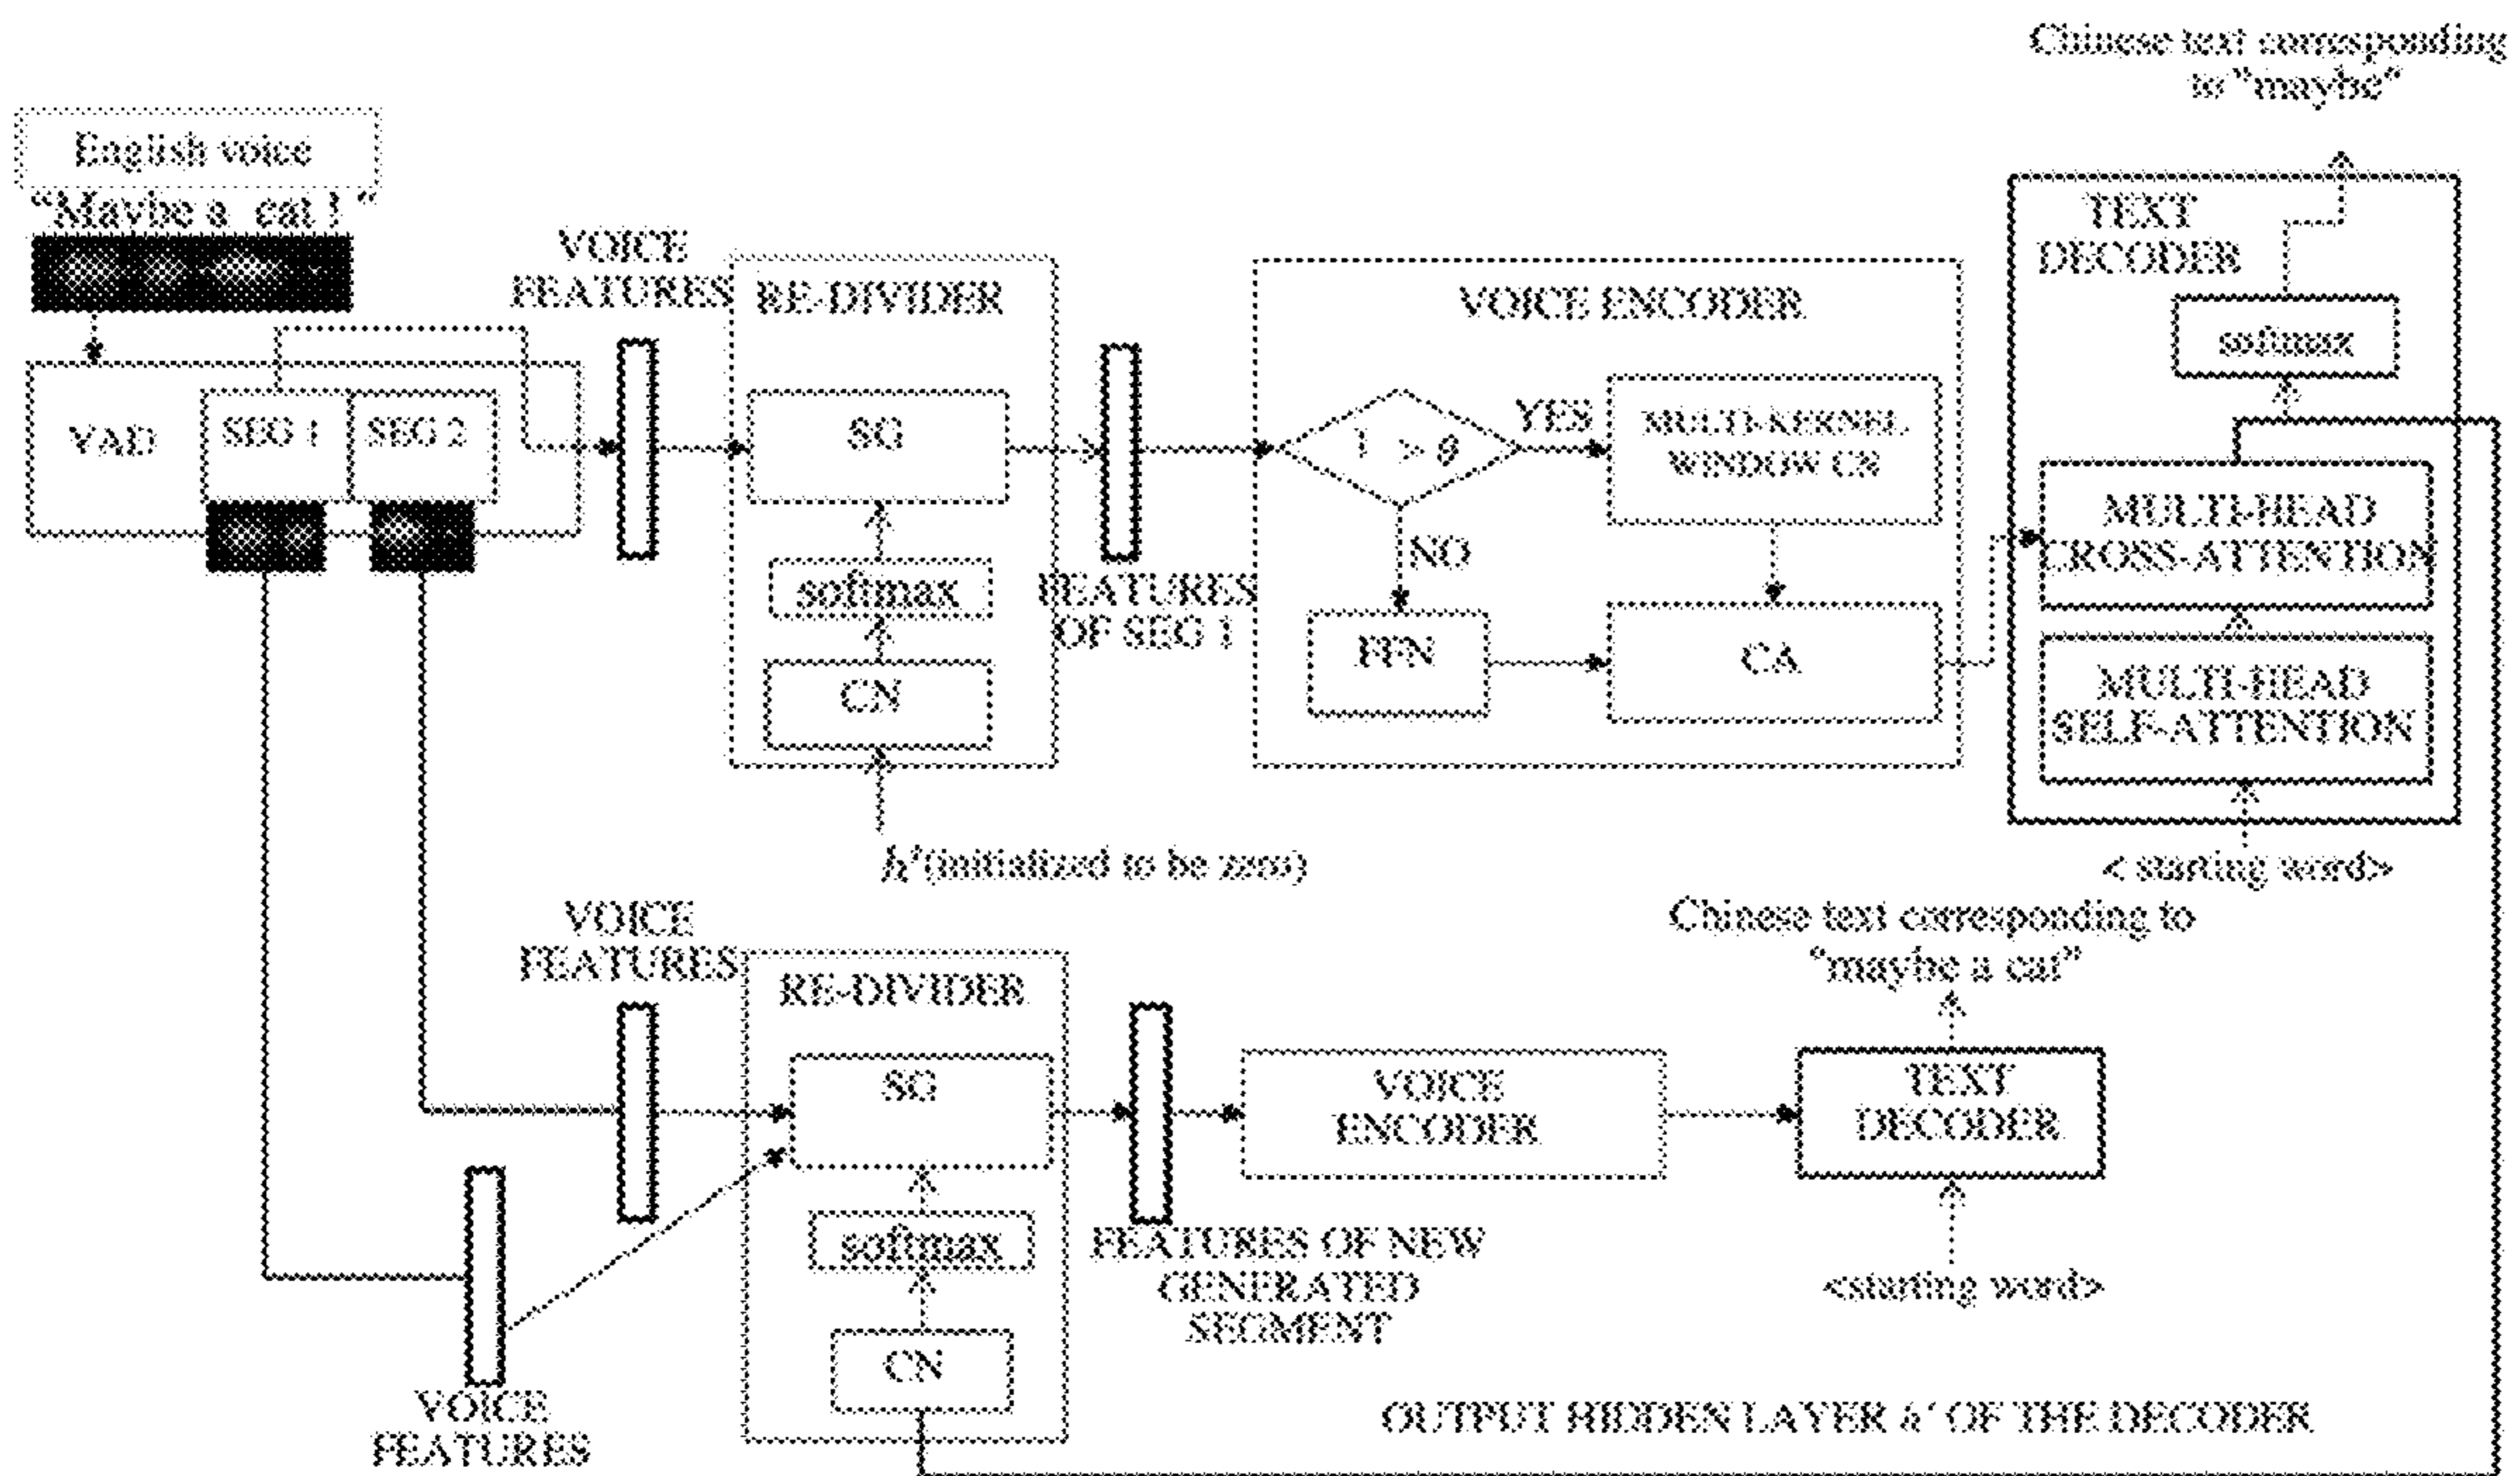 Chinese text corresponding
to "maybe"
English voice
"Maybe a cat ! "
VOICE
FEATURES
RE-DIVIDER
VOICE ENCODER
TEXT
DECODER
softmax
VAD
SEG 1
SEG 2
SG
l > θ
YES
MULTI-KERNEL
WINDOW CN
MULTI-HEAD
CROSS-ATTENTION
NO
softmax
FEATURES
OF SEG 1
FFN
CA
CN
MULTI-HEAD
SELF-ATTENTION
h' (initialized to be zero)
< starting word>
Chinese text corresponding to
"maybe a cat"
VOICE
FEATURES
RE-DIVIDER
SG
VOICE
ENCODER
TEXT
DECODER
softmax
FEATURES OF NEW
GENERATED
SEGMENT
<starting word>
CN
VOICE
FEATURES
OUTPUT HIDDEN LAYER h' OF THE DECODER